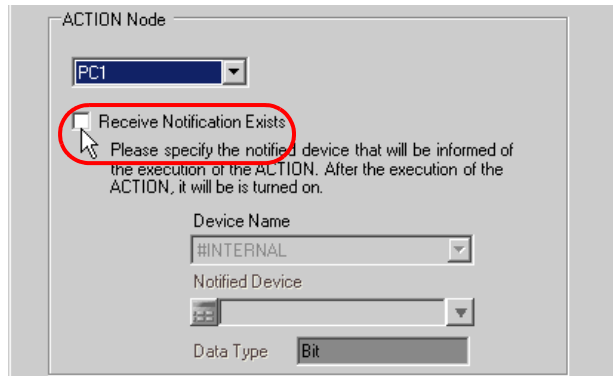 ACTION Node
PC1
Receive Notification Exists
Please specify the notified device that will be informed of
the execution of the ACTION. After the execution of the
ACTION, it will be is turned on.
Device Name
#INTERNAL
Notified Device
Data Type Bit